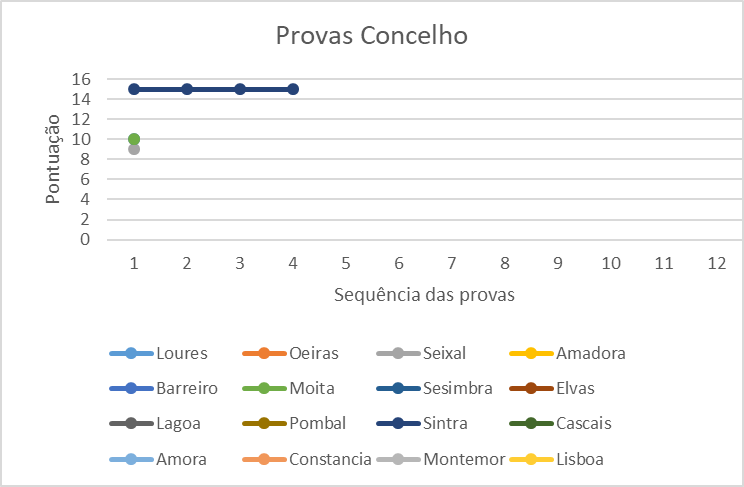 Provas Concelho
16
14
12
10
8
6
4
2
0
Pontuação
1 2 3 4 5 6 7 8 9 10 11 12
Sequência das provas
Loures Oeiras Seixal Amadora
Barreiro Moita Sesimbra Elvas
Lagoa Pombal Sintra Cascais
Amora Constancia Montemor Lisboa